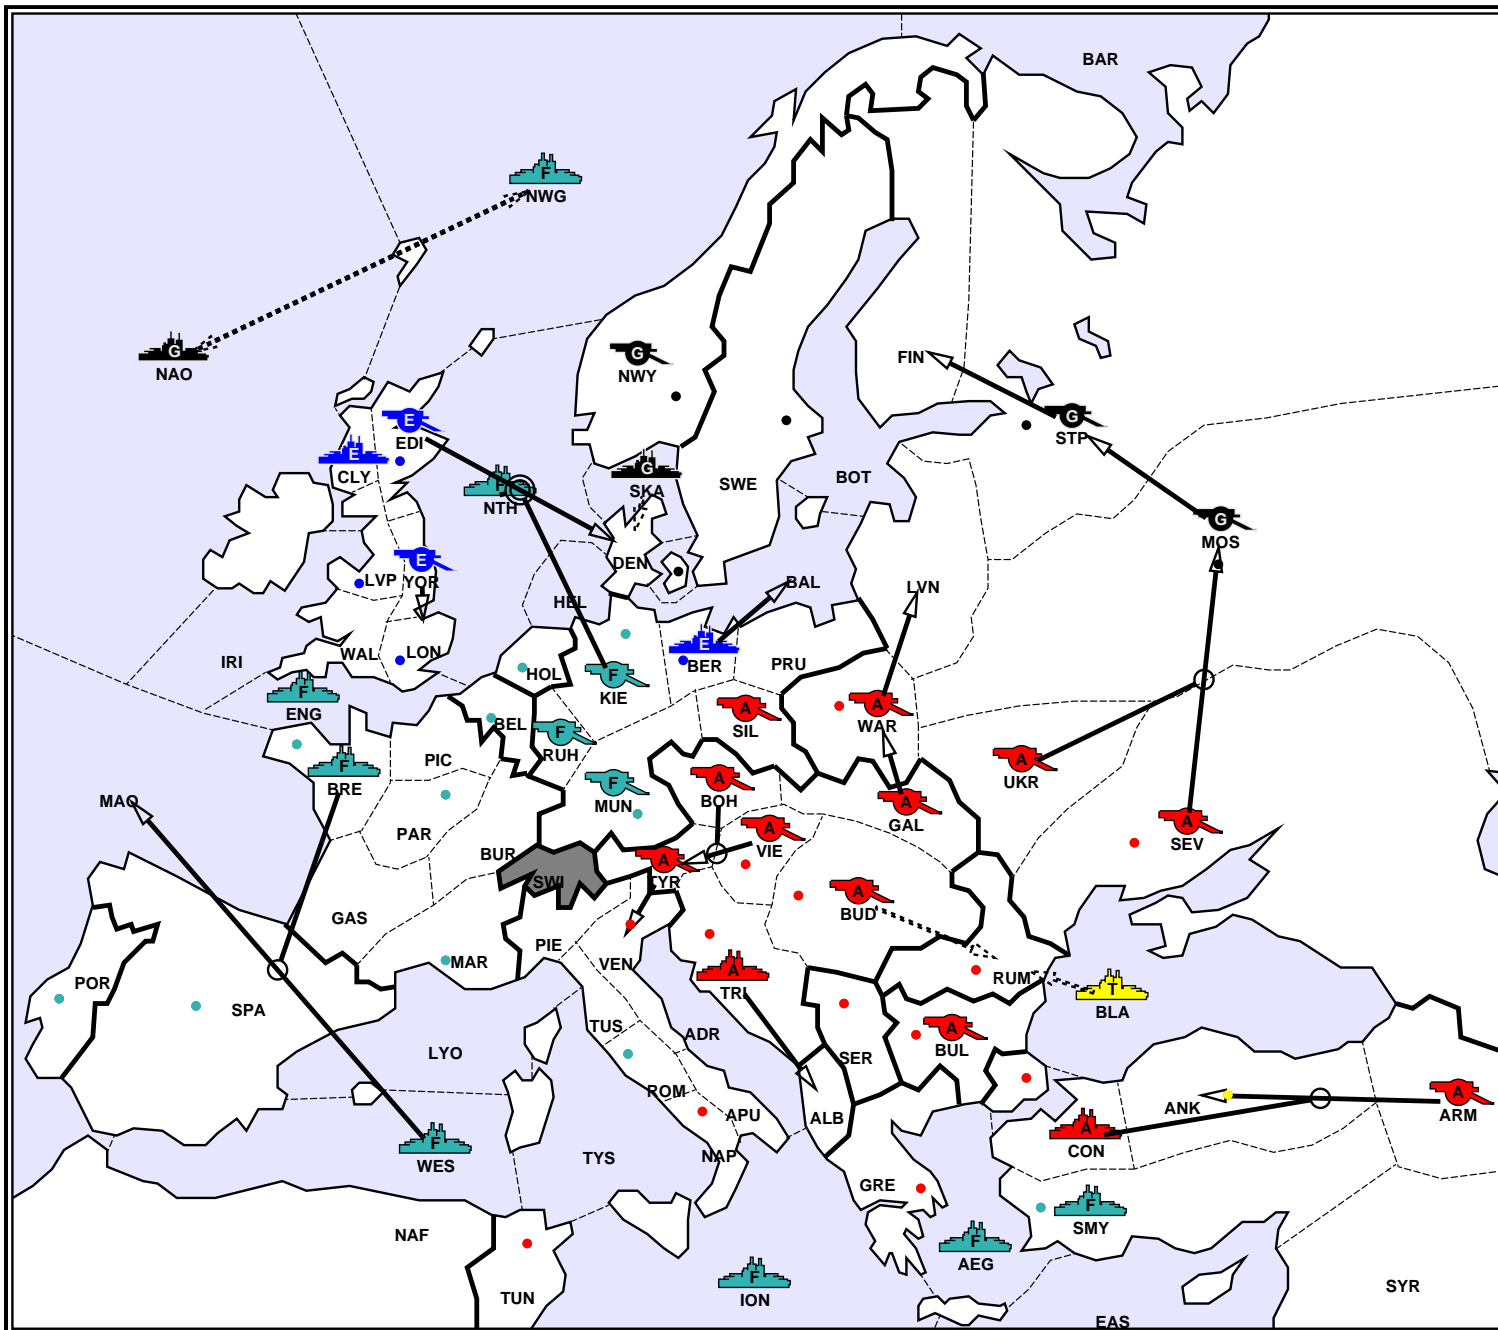 BAR
F
NWG
G
NAO
G
NWY
FIN
G
STP
E
EDI
E
CLY
F
NTH
G
SKA
SWE
BOT
G
MOS
DEN
E
LVP YOR
HEL
BAL
LVN
IRI
WAL
LON
E
BER
PRU
HOL
F
KIE
F
ENG
BEL
A
SIL
A
WAR
F
RUH
PIC
A
UKR
F
BRE
F
MUN
A
BOH
A
GAL
MAO
PAR
A
VIE
A
SEV
BUR
A
TYR
SWI
A
BUD
GAS
PIE
VEN
MAR
POR
SPA
A
TRI
RUM
T
BLA
TUS
ADR
A
BUL
LYO
SER
ROM
APU
ALB
ANK
A
ARM
A
CON
F
WES
TYS
NAP
GRE
F
SMY
NAF
F
AEG
F
ION
TUN
SYR
EAS